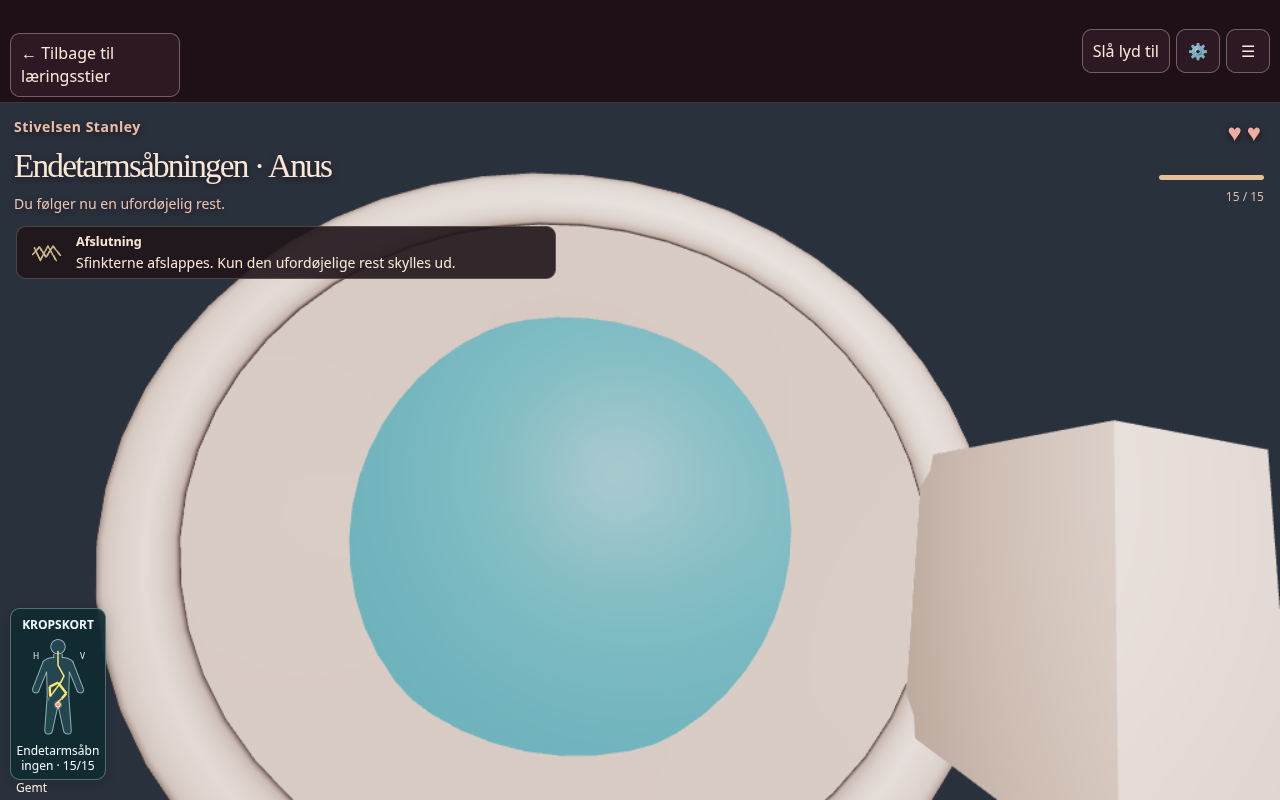 ← Tilbage til
læringsstier
Slå lyd til
☰
Stivelsen Stanley
Endetarmsåbningen · Anus
Du følger nu en ufordøjelig rest.
15 / 15
Afslutning
Sfinkterne afslappes. Kun den ufordøjelige rest skylles ud.
KROPSKORT
H V
Endetarmsåbn
ingen · 15/15
Gemt